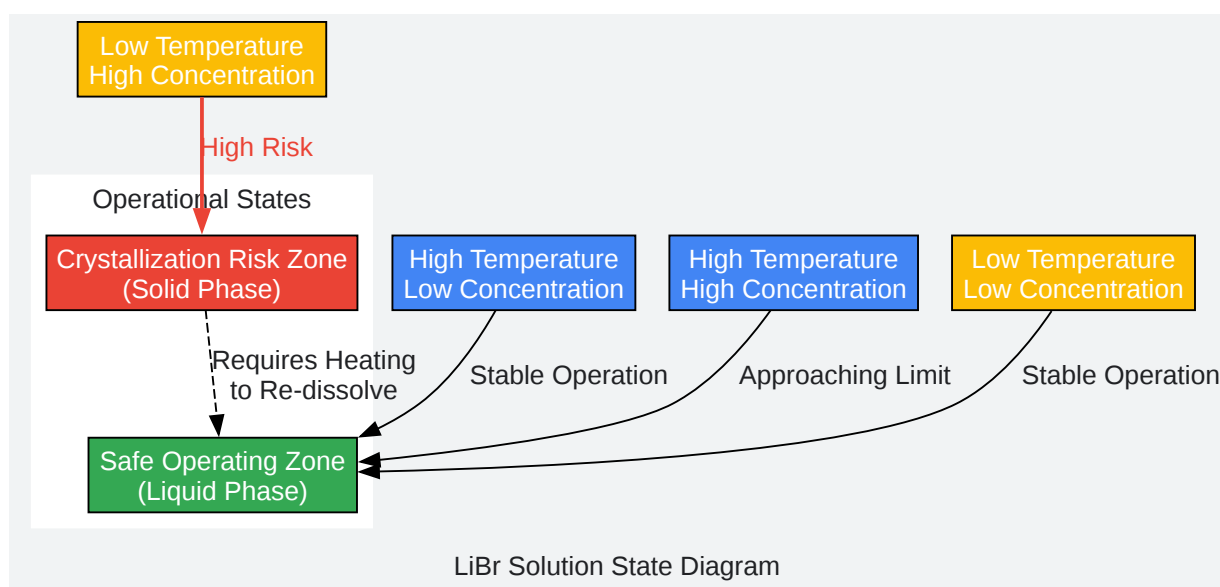 Low Temperature
High Concentration
High Risk
Operational States
Crystallization Risk Zone
(Solid Phase)
High Temperature
Low Concentration
High Temperature
High Concentration
Low Temperature
Low Concentration
Requires Heating
to Re-dissolve
Stable Operation
Approaching Limit
Stable Operation
Safe Operating Zone
(Liquid Phase)
LiBr Solution State Diagram